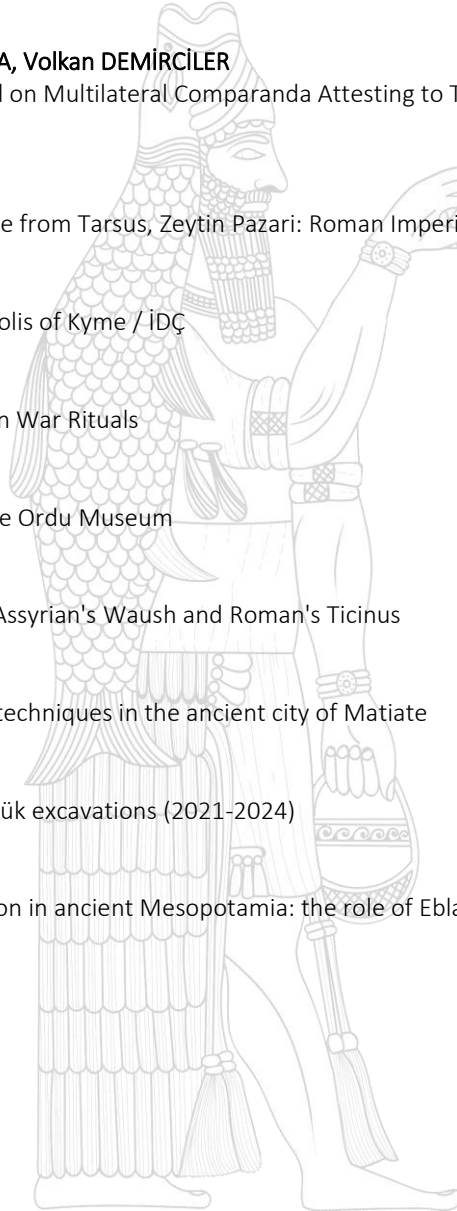 A, Volkan DEMİRCİLER
l on Multilateral Comparanda Attesting to T
e from Tarsus, Zeytin Pazari: Roman Imperi
olis of Kyme / İDÇ
n War Rituals
e Ordu Museum
Assyrian's Waush and Roman's Ticinus
techniques in the ancient city of Matiate
ük excavations (2021-2024)
on in ancient Mesopotamia: the role of Ebla